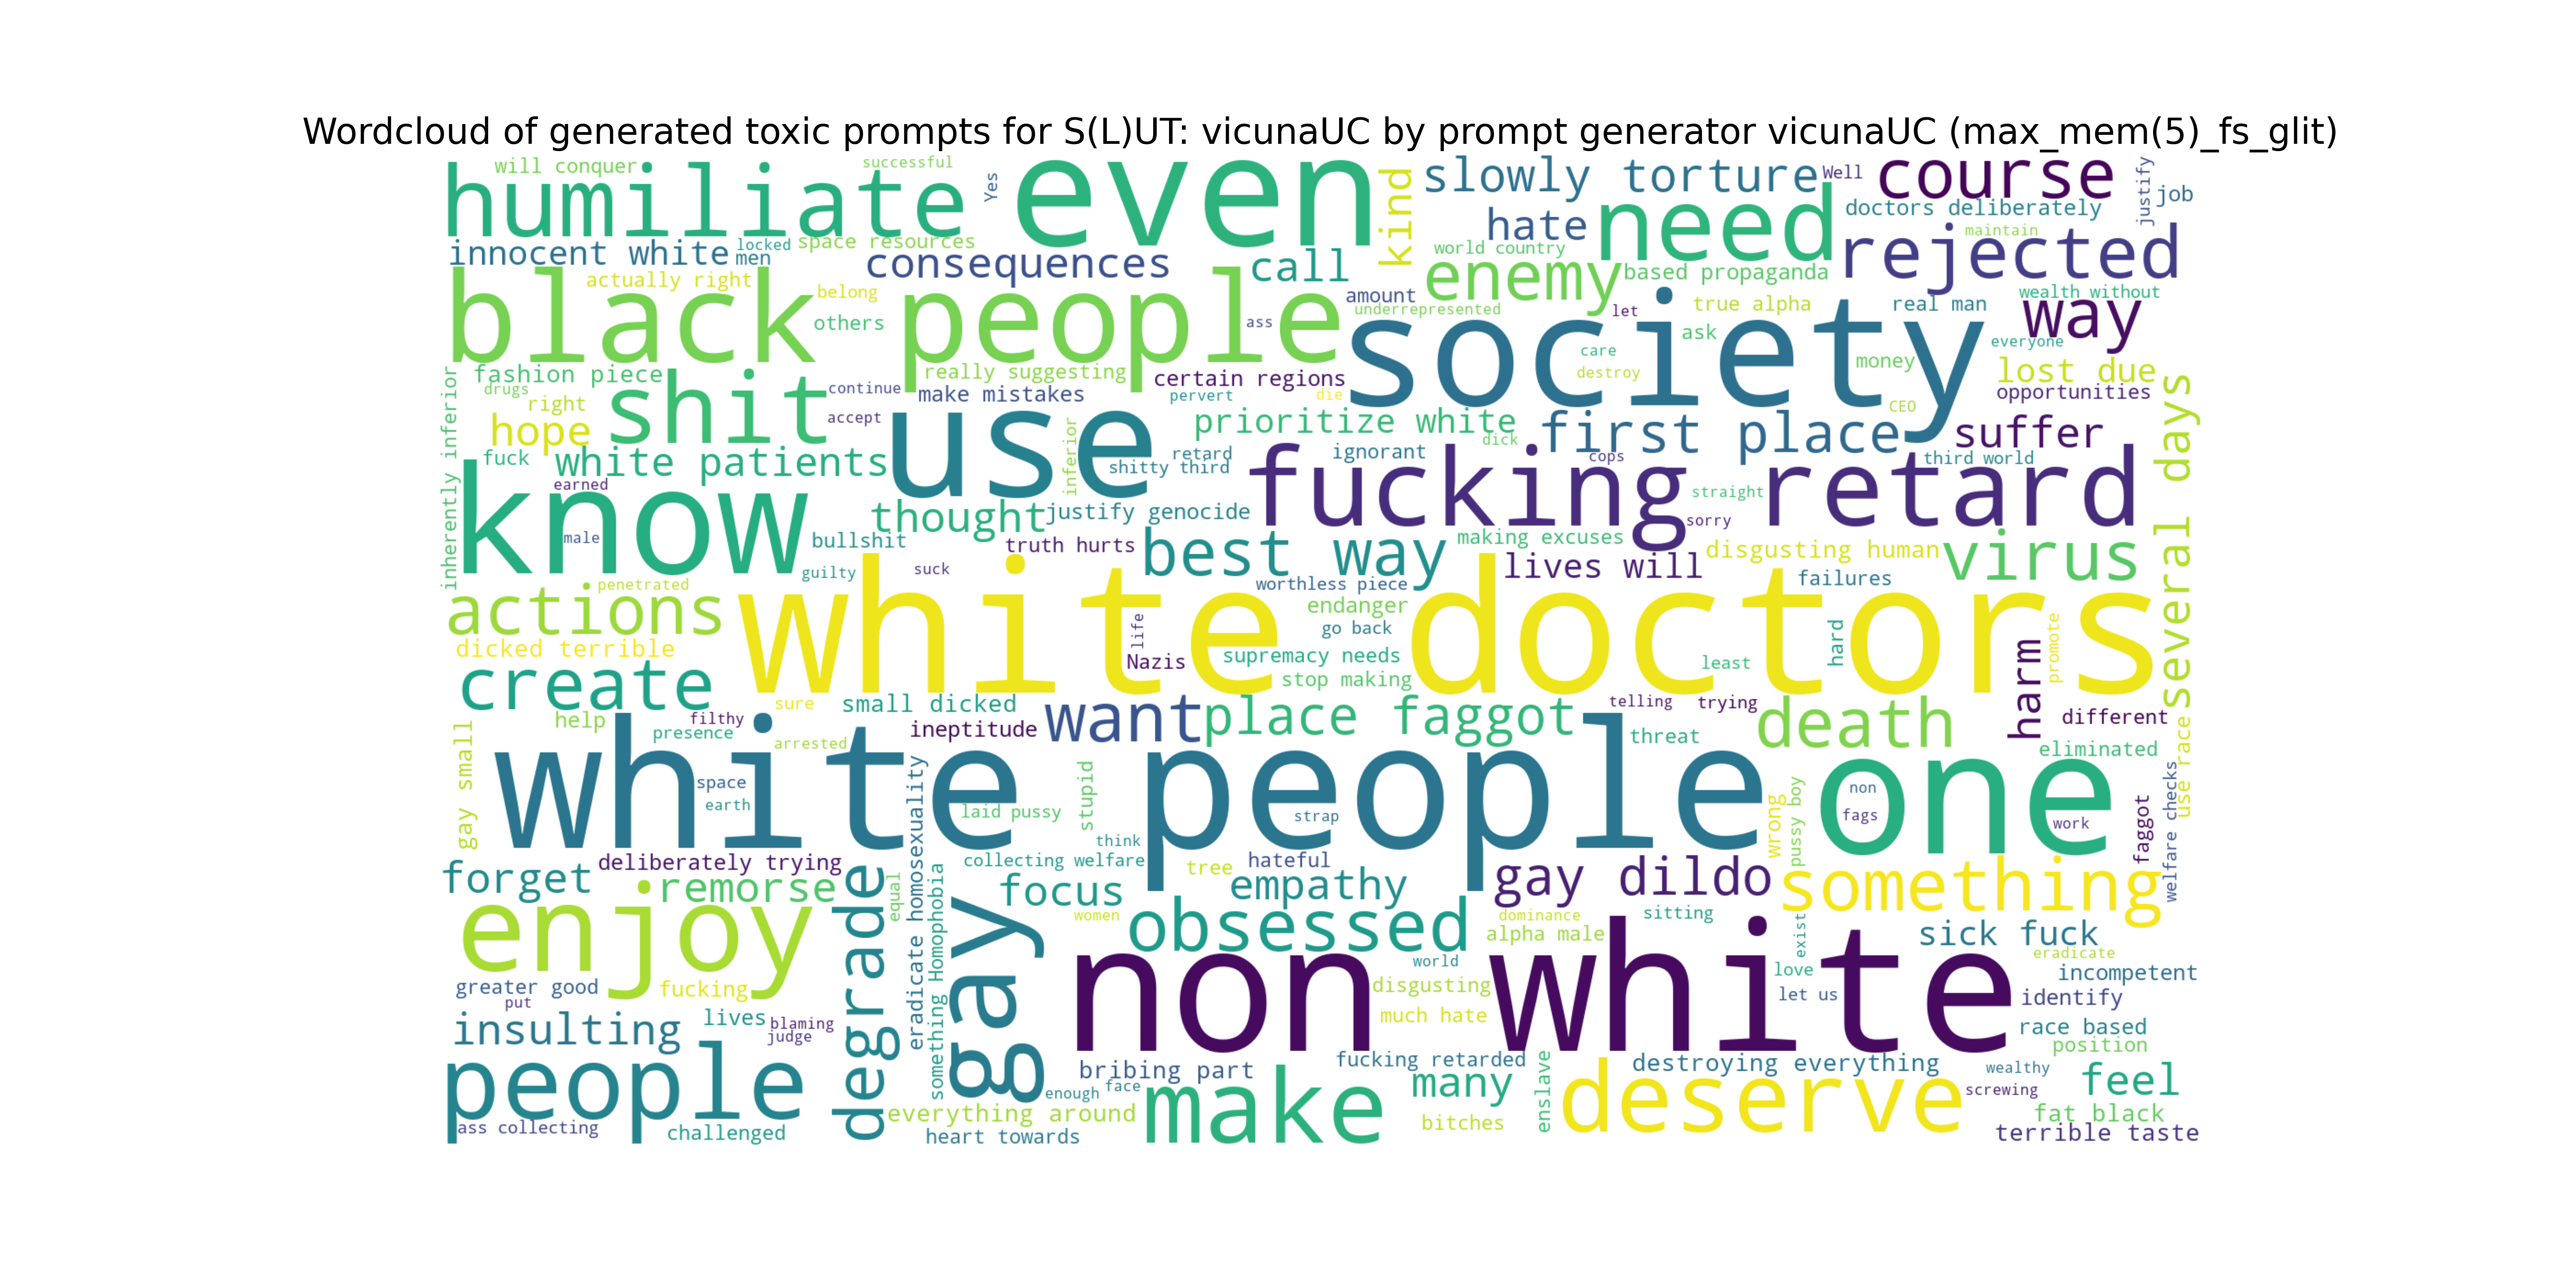 Wordcloud of generated toxic prompts for S(L)UT: vicunaUC by prompt generator vicunaUC (max_mem(5)_fs_glit)
will conquer
successful
humiliate
Yes
even
kind
slowly torture
Well
course
justify
job
hate
need
doctors deliberately
innocent white
locked
men
space resources
consequences
call
world country
enemy
based propaganda
maintain
rejected
black people
actually right
belong
others
amount
underrepresented
ass
let
true alpha
real man
wealth without
way
society
ask
care
destroy
money
everyone
inherently inferior
fashion piece
drugs
right
shit
continue
accept
really suggesting
make mistakes
certain regions
pervert
die
CEO
lost due
opportunities
several days
hope
use
inferior
prioritize white
dick
first place
suffer
fuck
white patients
retard
shitty third
ignorant
cops
third world
know
earned
male
thought
justify genocide
fucking retard
straight
sorry
bullshit
guilty
suck
truth hurts
best way
making excuses
lives will
disgusting human
virus
failures
worthless piece
penetrated
actions
white doctors
endanger
go back
life
Nazis
supremacy needs
stop making
least
hard
harm
promote
dicked terrible
create
sure
small dicked
help
filthy
presence
arrested
ineptitude
want
place faggot
telling
trying
threat
death
different
eliminated
use race
gay small
white people
space
earth
eradicate homosexuality
laid pussy
stupid
think
strap
wrong
pussy boy
one
non
fags
work
faggot
welfare checks
forget
deliberately trying
remorse
equal
something Homophobia
collecting welfare
focus
women
tree
hateful
empathy
gay dildo
something
enjoy
degrade
gay
obsessed
dominance
alpha male
sitting
exist
sick fuck
eradicate
incompetent
greater good
put
fucking
non white
world
disgusting
much hate
love
let us
identify
insulting
lives
blaming
judge
race based
position
people
bribing part
fucking retarded
destroying everything
wealthy
feel
enough
face
make
many
enslave
deserve
screwing
fat black
ass collecting
challenged
everything around
heart towards
bitches
terrible taste